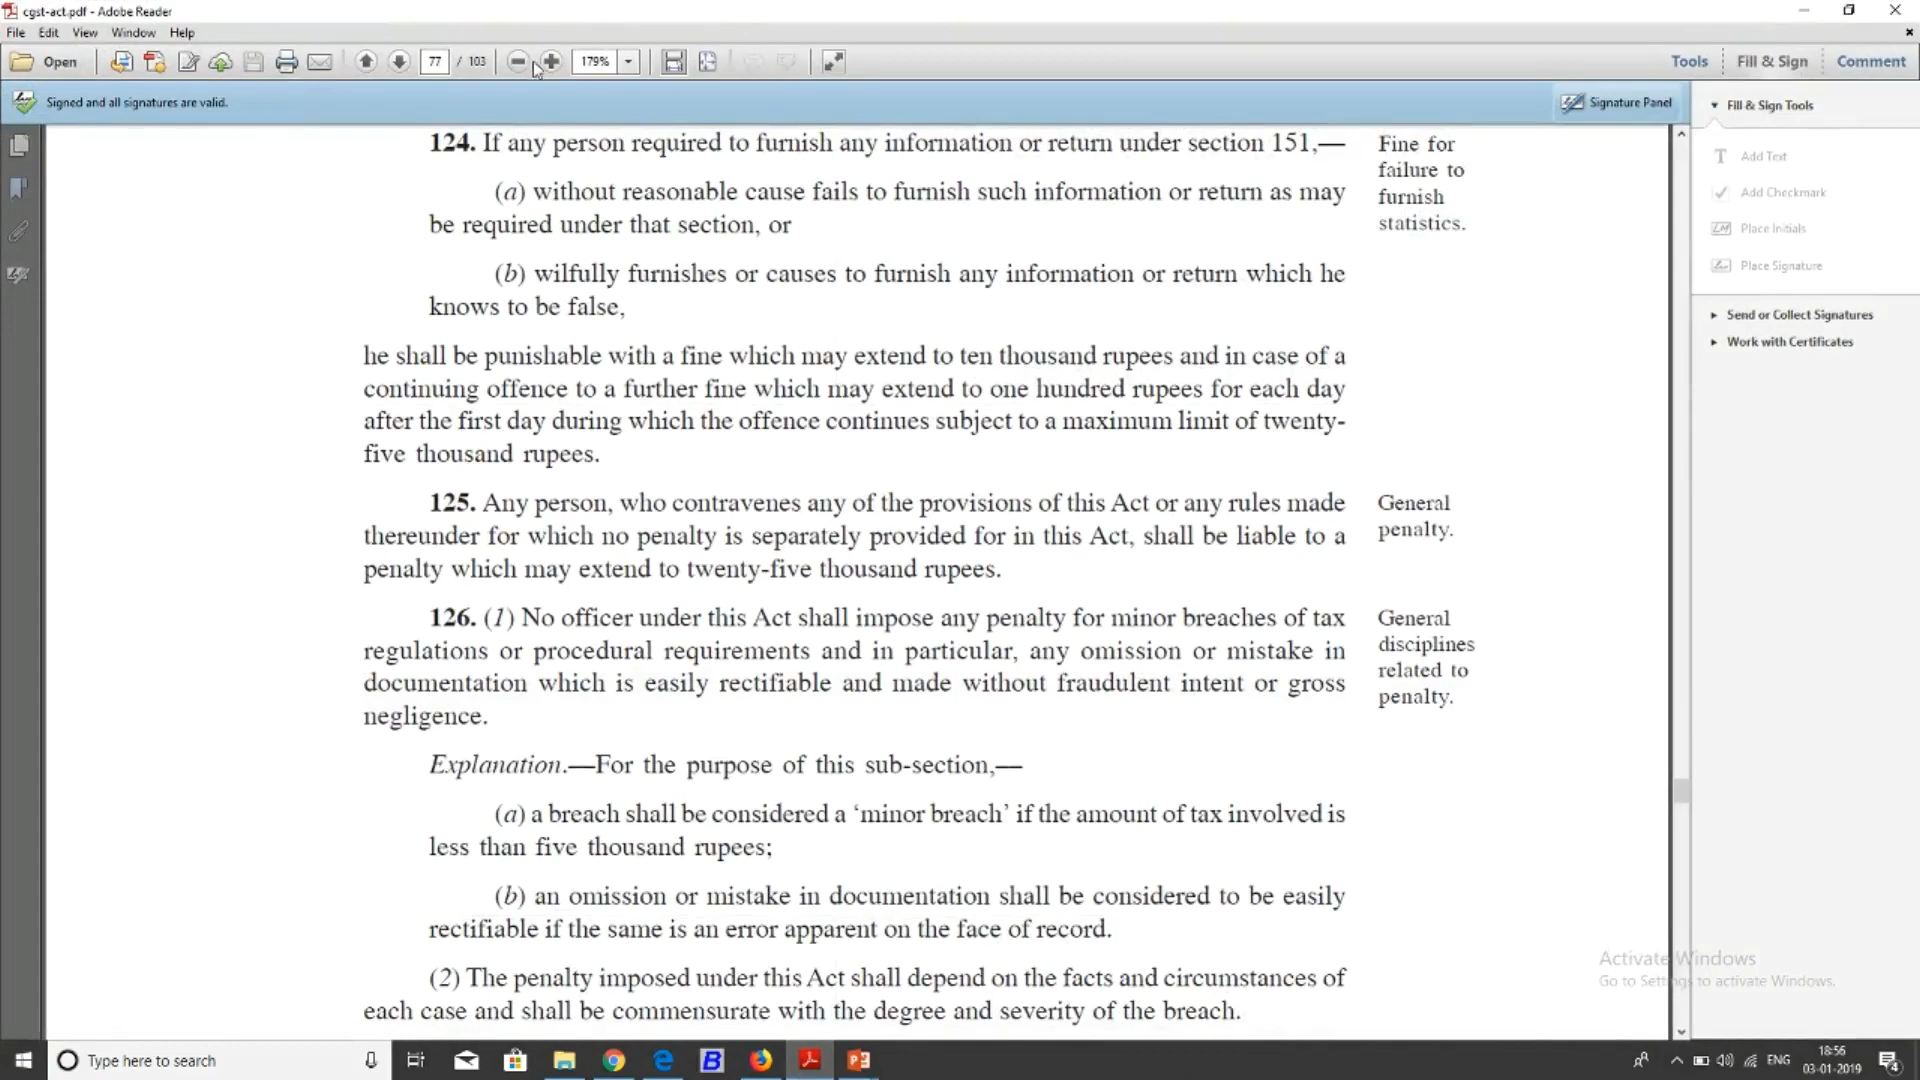 cgst-act.pdf - Adobe Reader
File Edit View Window Help
Open 77 / 103 179% Tools Fill & Sign Comment
Signed and all signatures are valid. Signature Panel
Fill & Sign Tools
Add Text
Add Checkmark
Place Initials
Place Signature
Send or Collect Signatures
Work with Certificates
124. If any person required to furnish any information or return under section 151,—
(a) without reasonable cause fails to furnish such information or return as may
be required under that section, or
(b) wilfully furnishes or causes to furnish any information or return which he
knows to be false,
he shall be punishable with a fine which may extend to ten thousand rupees and in case of a
continuing offence to a further fine which may extend to one hundred rupees for each day
after the first day during which the offence continues subject to a maximum limit of twenty-
five thousand rupees.
Fine for
failure to
furnish
statistics.
125. Any person, who contravenes any of the provisions of this Act or any rules made
thereunder for which no penalty is separately provided for in this Act, shall be liable to a
penalty which may extend to twenty-five thousand rupees.
General
penalty.
126. (1) No officer under this Act shall impose any penalty for minor breaches of tax
regulations or procedural requirements and in particular, any omission or mistake in
documentation which is easily rectifiable and made without fraudulent intent or gross
negligence.
General
disciplines
related to
penalty.
Explanation.—For the purpose of this sub-section,—
(a) a breach shall be considered a ‘minor breach’ if the amount of tax involved is
less than five thousand rupees;
(b) an omission or mistake in documentation shall be considered to be easily
rectifiable if the same is an error apparent on the face of record.
(2) The penalty imposed under this Act shall depend on the facts and circumstances of
each case and shall be commensurate with the degree and severity of the breach.
Activate Windows
Go to Settings to activate Windows.
Type here to search
ENG
18:56
03-01-2019
4